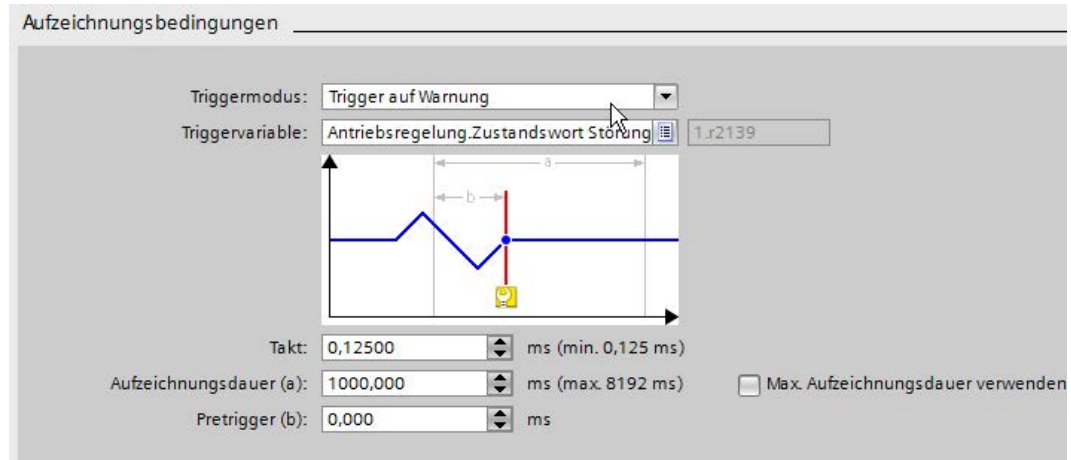 Aufzeichnungsbedingungen
Triggermodus: Trigger auf Warnung
Triggervariable: Antriebsregelung.Zustandswort Störung 1.r2139
a
b
Takt: 0,12500 ms (min. 0,125 ms)
Aufzeichnungsdauer (a): 1000,000 ms (max. 8192 ms) Max. Aufzeichnungsdauer verwenden
Pretrigger (b): 0,000 ms